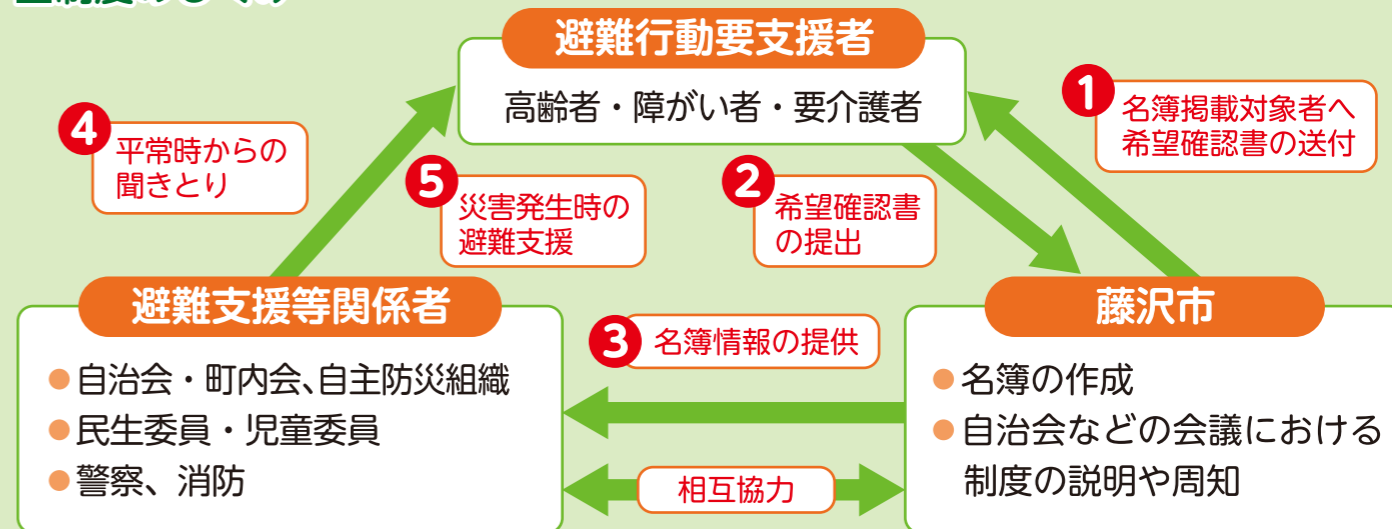 避難行動要支援者
高齢者・障がい者・要介護者
1
名簿掲載対象者へ
希望確認書の送付
4
平常時からの
聞きとり
5
災害発生時の
避難支援
2
希望確認書
の提出
避難支援等関係者
自治会・町内会、自主防災組織
民生委員・児童委員
警察、消防
3 名簿情報の提供
相互協力
藤沢市
名簿の作成
自治会などの会議における
制度の説明や周知